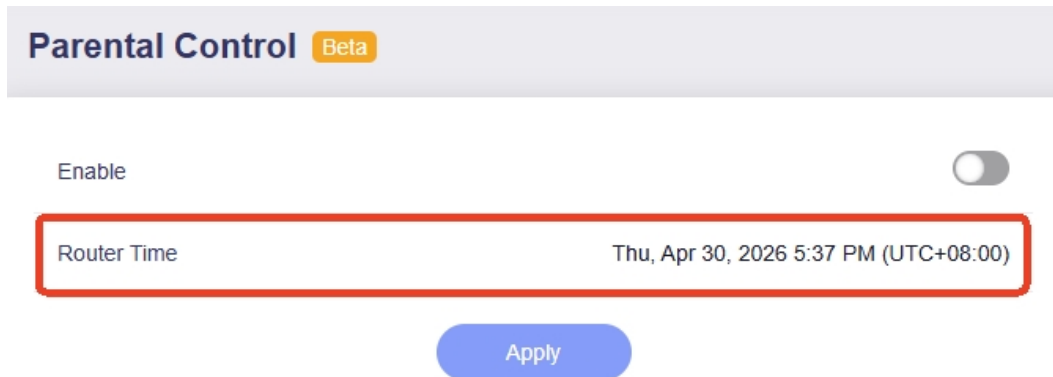 Parental Control Beta
Enable
Router Time Thu, Apr 30, 2026 5:37 PM (UTC+08:00)
Apply